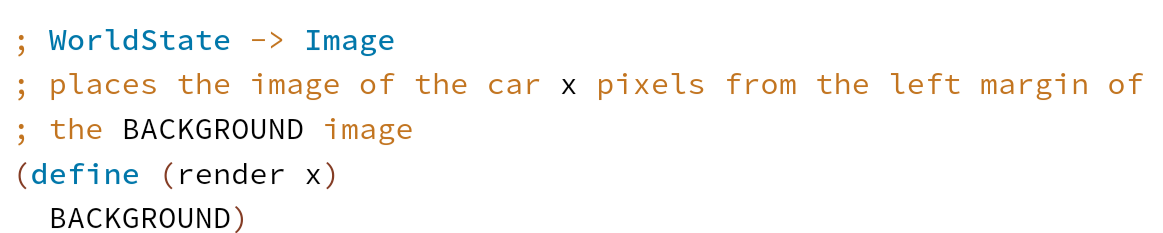 ; WorldState -> Image
; places the image of the car x pixels from the left margin of
; the BACKGROUND image
(define (render x)
  BACKGROUND)